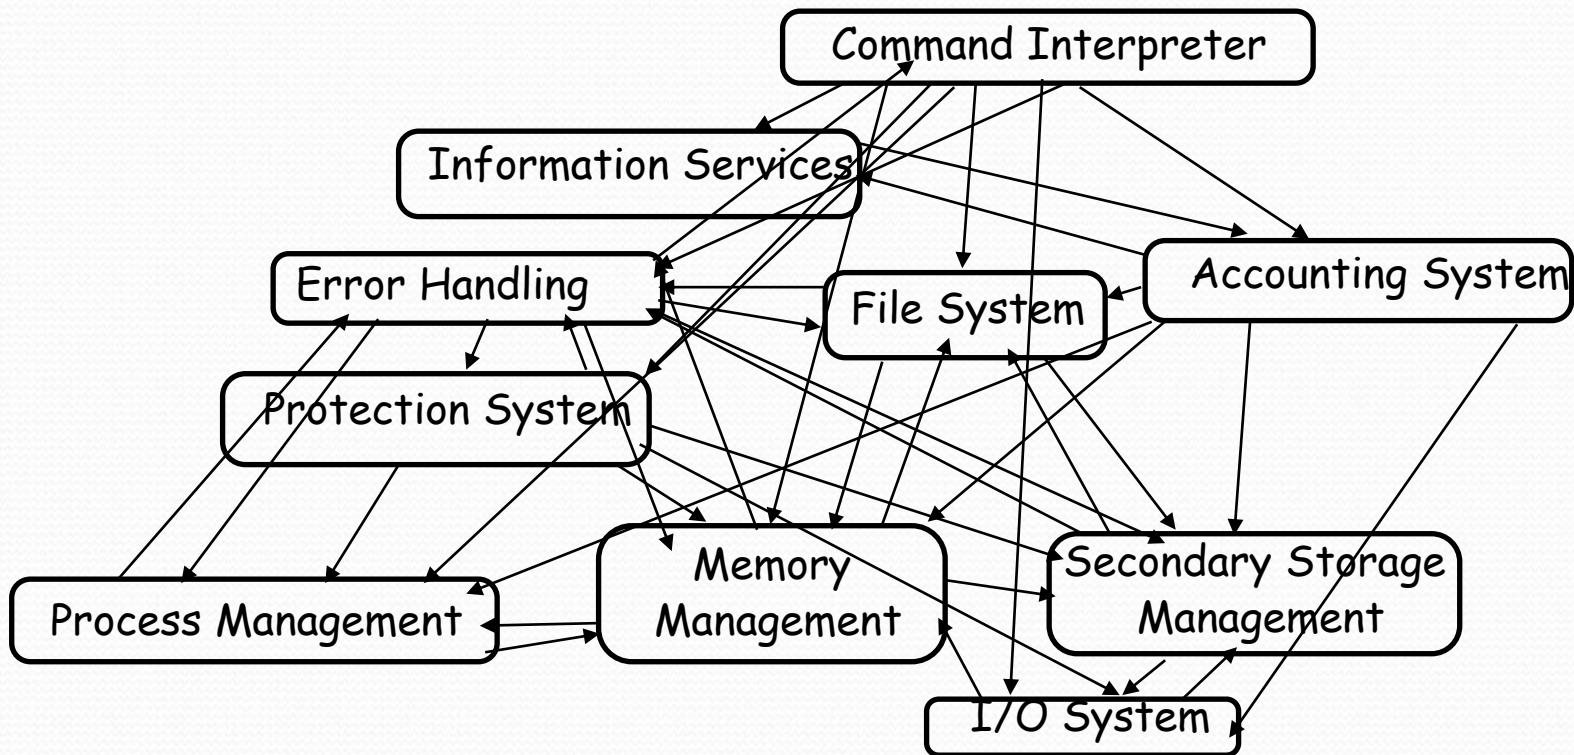 Command Interpreter
Information Services
Error Handling
Accounting System
File System
Protection System
Memory
Management
Secondary Storage
Management
Process Management
I/O System